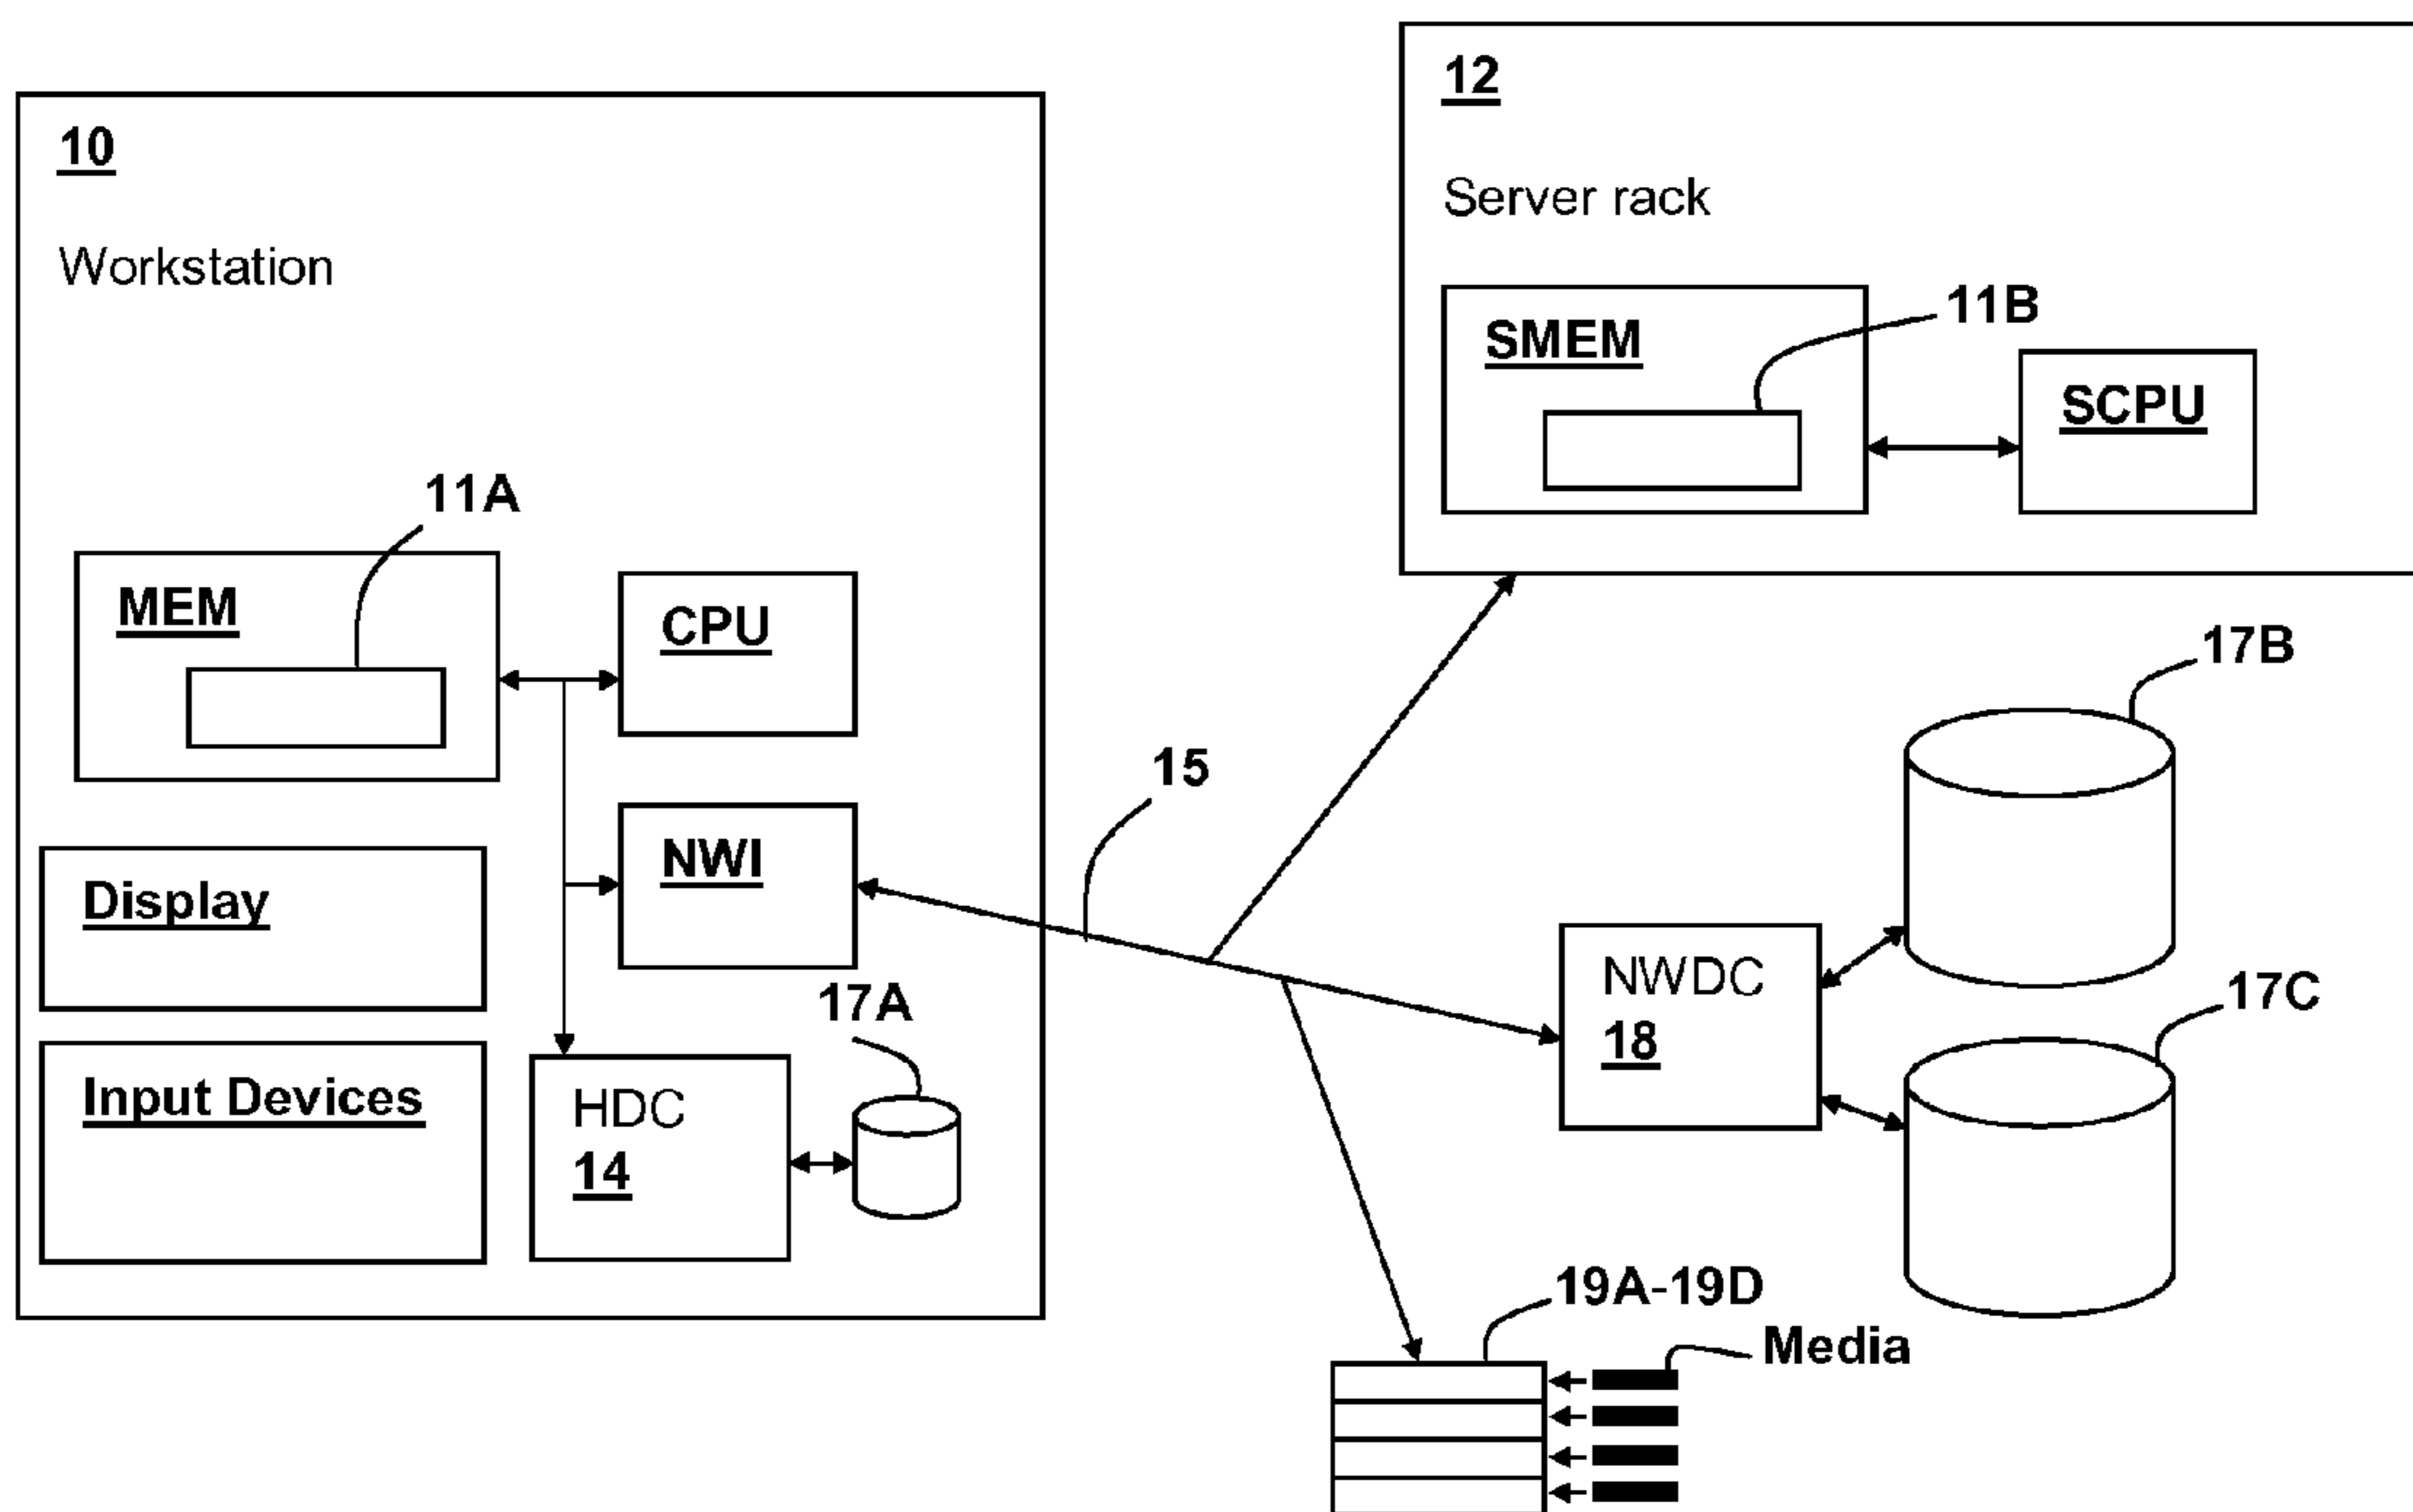 10
Workstation
11A
MEM
CPU
NWI
Display
17A
Input Devices
HDC
14
12
Server rack
11B
SMEM
SCPU
15
17B
NWDC
18
17C
19A-19D
Media